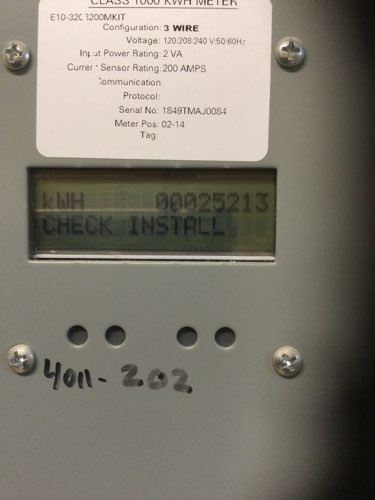 CLASS 1000 KWH METER
E10-3203200MKIT
Configuration: 3 WIRE
Voltage: 120:208:240 V:50:60Hz
Input Power Rating: 2 VA
Current Sensor Rating: 200 AMPS
Communication
Protocol:
Serial No: 1849TMAJ0084
Meter Pos: 02-14
Tag:
kWH 00025213
CHECK INSTALL
4011-202